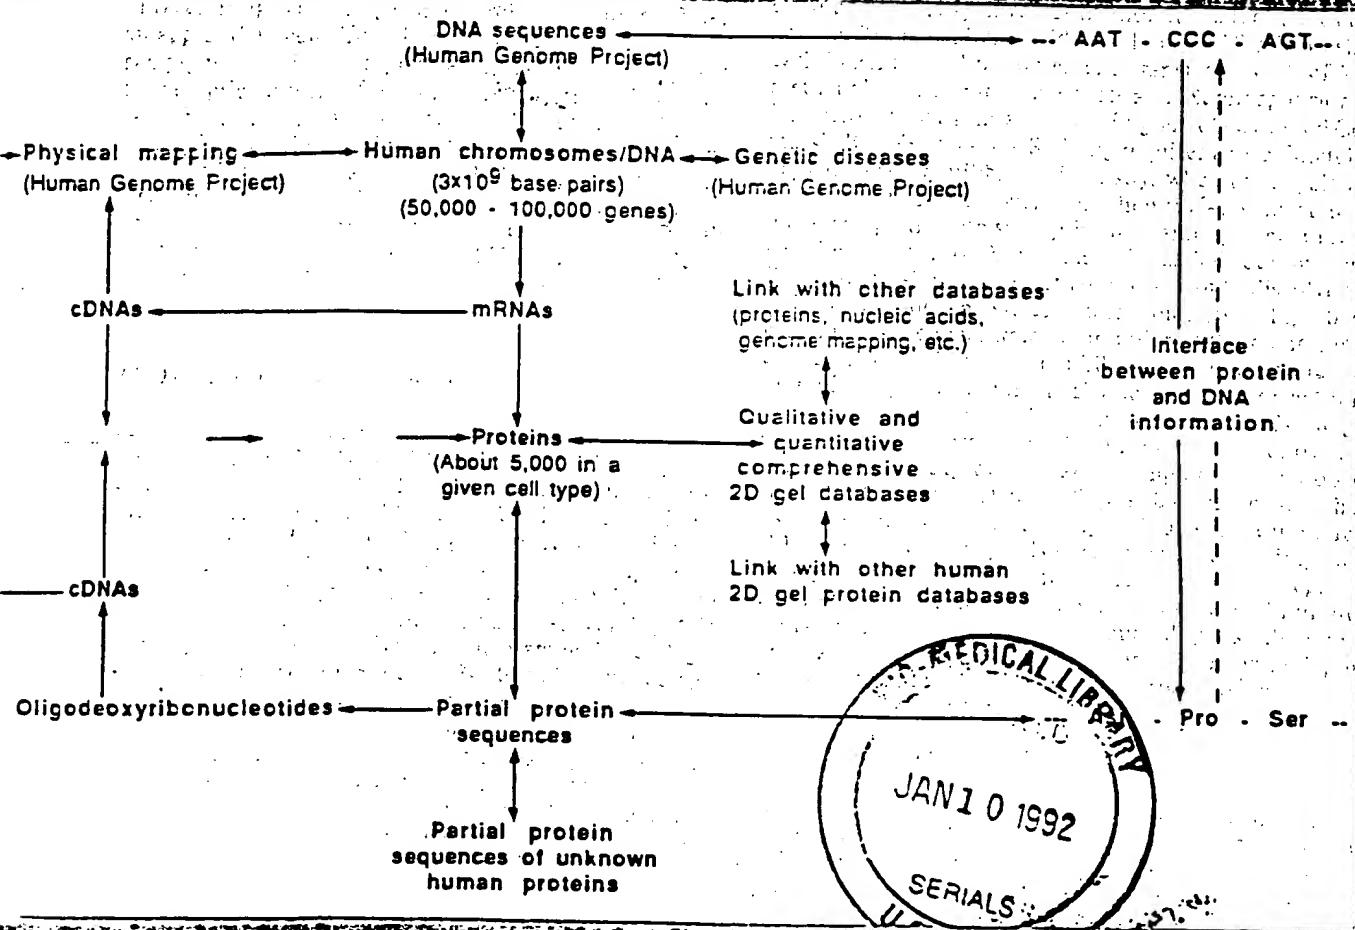 DNA sequences
(Human Genome Project)
-- AAT - CCC - AGT --
Physical mapping
(Human Genome Project)
Human chromosomes/DNA
(3x10⁹ base pairs)
(50,000 - 100,000 genes)
Genetic diseases
(Human Genome Project)
cDNAs
mRNAs
Link with other databases
(proteins, nucleic acids,
genome mapping, etc.)
Interface
between protein
and DNA
information
Proteins
(About 5,000 in a
given cell type)
Qualitative and
quantitative
comprehensive
2D gel databases
cDNAs
Link with other human
2D gel protein databases
Oligodeoxyribonucleotides
Partial protein
sequences
- Pro - Ser --
Partial protein
sequences of unknown
human proteins
MEDICAL LIBRARY
JAN 10 1992
SERIALS